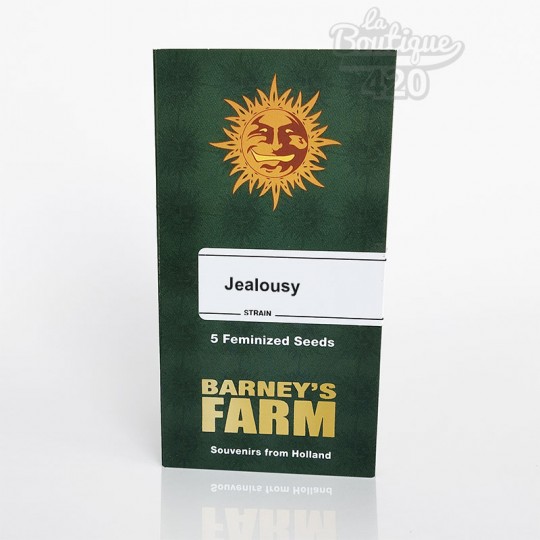 la
Boutique
420
Jealousy
STRAIN
5 Feminized Seeds
BARNEY'S
FARM
Souvenirs from Holland